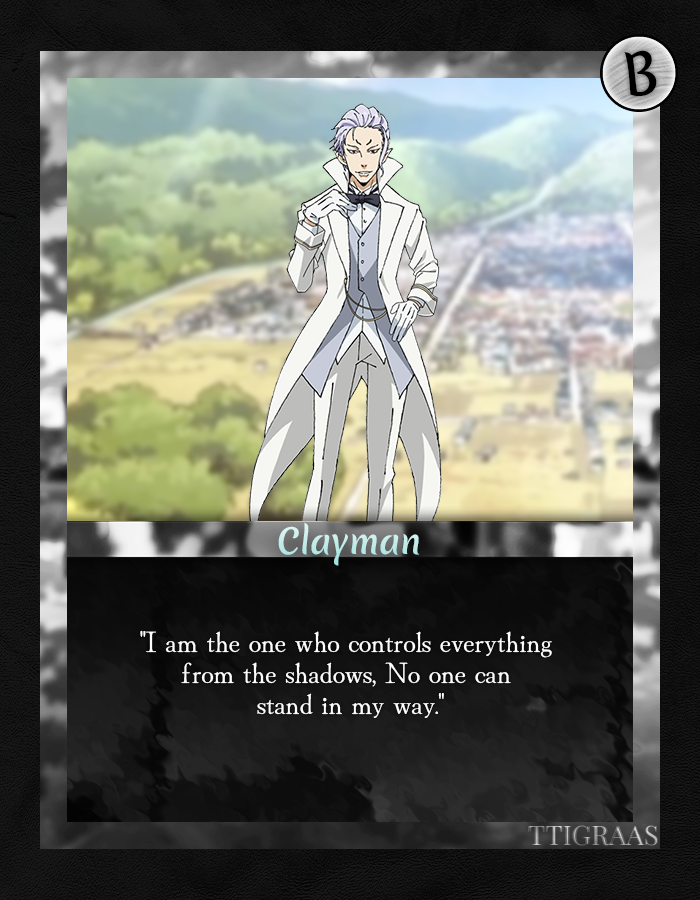 B
Clayman
"I am the one who controls everything
from the shadows, No one can
stand in my way."
TTIGRAAS